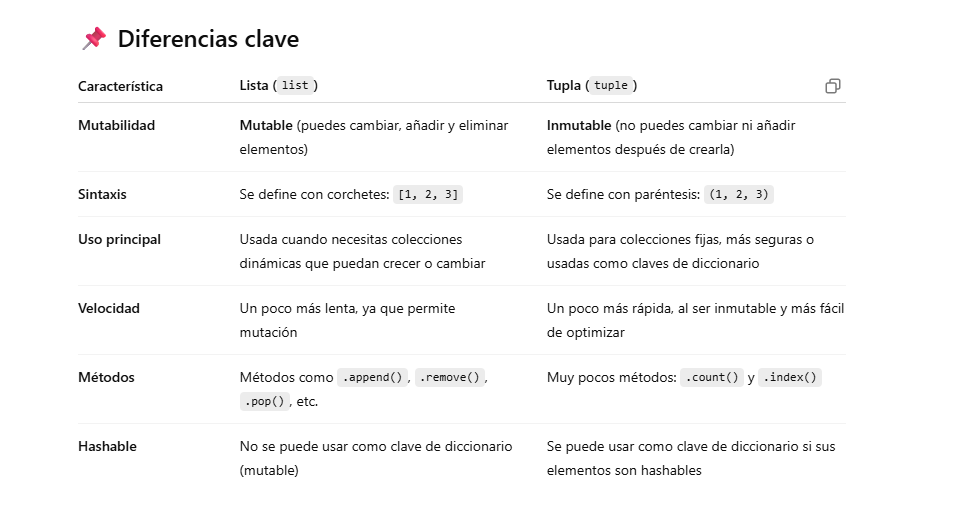 📌 Diferencias clave
Característica Lista ( list ) Tupla ( tuple )
Mutabilidad Mutable (puedes cambiar, añadir y eliminar Inmutable (no puedes cambiar ni añadir
elementos) elementos después de crearla)
Sintaxis Se define con corchetes: [1, 2, 3] Se define con paréntesis: (1, 2, 3)
Uso principal Usada cuando necesitas colecciones Usada para colecciones fijas, más seguras o
dinámicas que puedan crecer o cambiar usadas como claves de diccionario
Velocidad Un poco más lenta, ya que permite Un poco más rápida, al ser inmutable y más fácil
mutación de optimizar
Métodos Métodos como .append() , .remove() , Muy pocos métodos: .count() y .index()
.pop() , etc.
Hashable No se puede usar como clave de diccionario Se puede usar como clave de diccionario si sus
(mutable) elementos son hashables